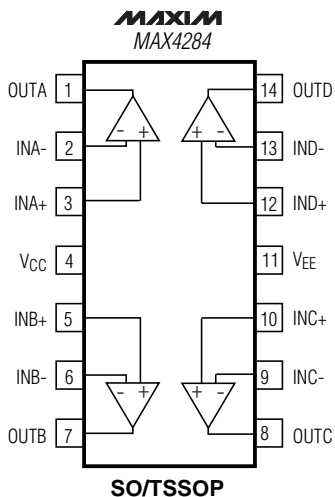 MAXIM
MAX4284
OUTA 1 14 OUTD
- + + -
INA- 2 13 IND-
INA+ 3 12 IND+
VCC 4 11 VEE
INB+ 5 10 INC+
INB- 6 9 INC-
- + + -
OUTB 7 8 OUTC
SO/TSSOP